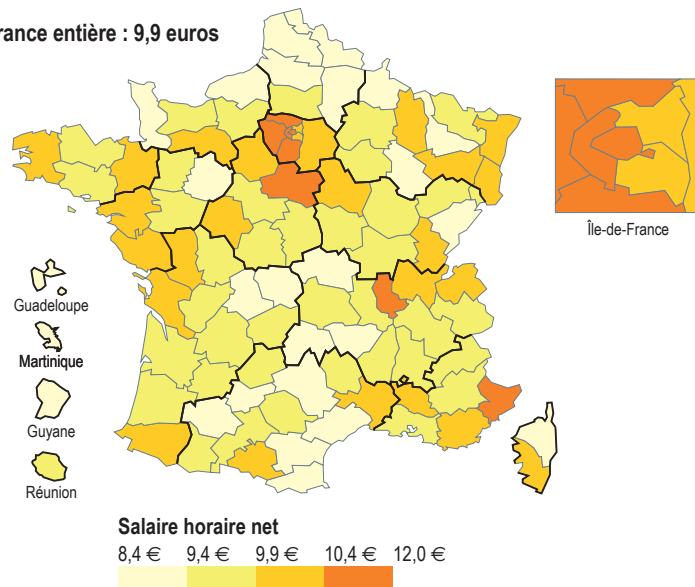 rance entière : 9,9 euros
Île-de-France
Guadeloupe
Martinique
Guyane
Réunion
Salaire horaire net
8,4 € 9,4 € 9,9 € 10,4 € 12,0 €